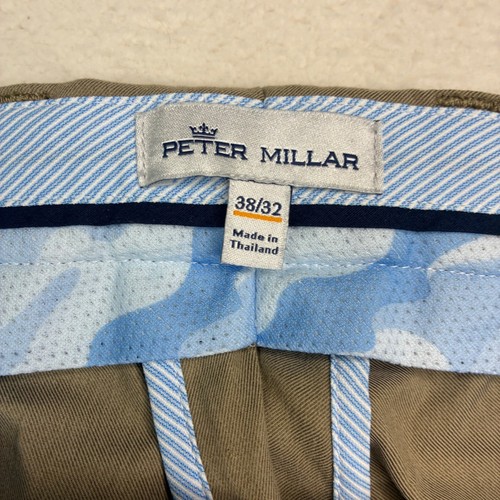 PETER MILLAR
38/32
Made in
Thailand